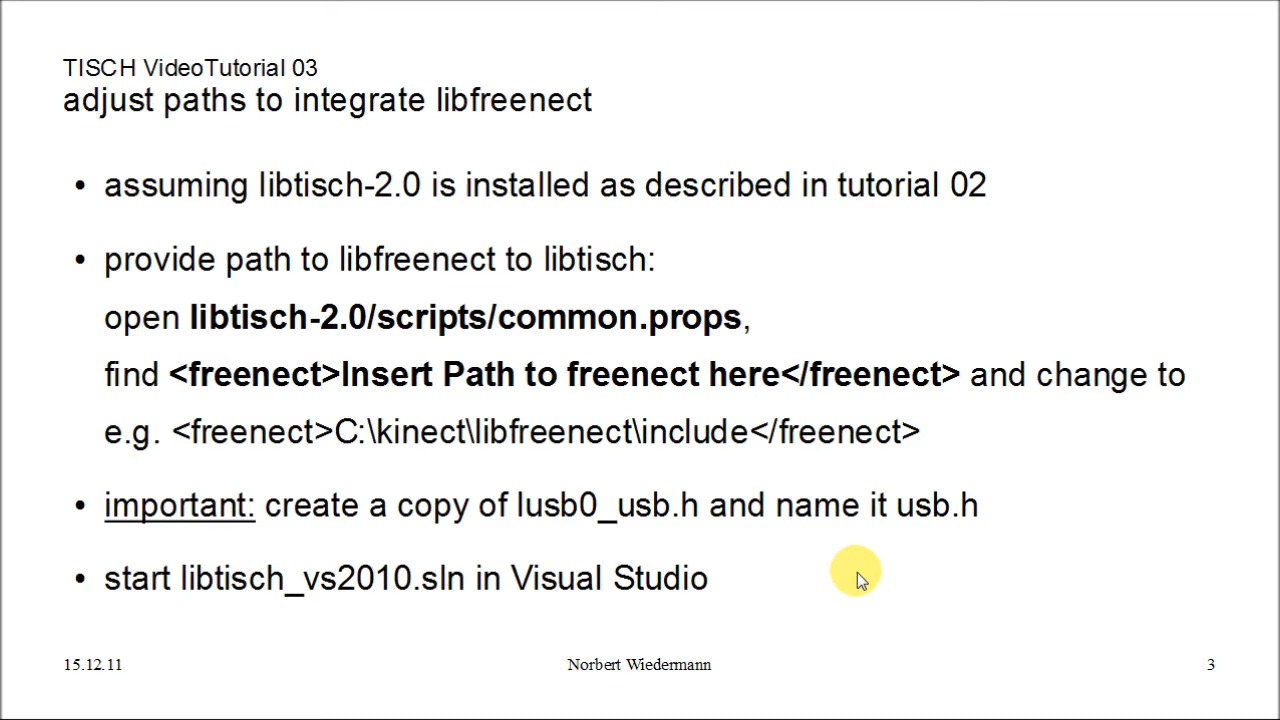 TISCH VideoTutorial 03
adjust paths to integrate libfreenect
• assuming libtisch-2.0 is installed as described in tutorial 02
• provide path to libfreenect to libtisch:
open libtisch-2.0/scripts/common.props,
find <freenect>Insert Path to freenect here</freenect> and change to
e.g. <freenect>C:\kinect\libfreenect\include</freenect>
• important: create a copy of lusb0_usb.h and name it usb.h
• start libtisch_vs2010.sln in Visual Studio
15.12.11 Norbert Wiedermann 3